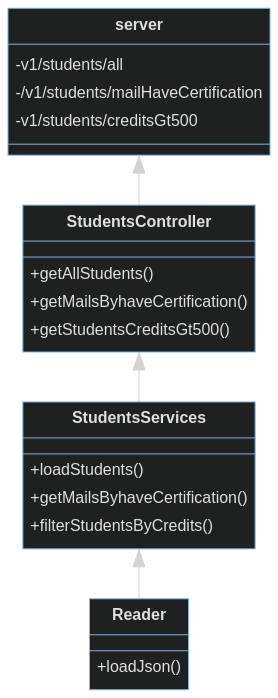 server
-v1/students/all
-/v1/students/mailHaveCertification
-v1/students/creditsGt500
StudentsController
+getAllStudents()
+getMailsByhaveCertification()
+getStudentsCreditsGt500()
StudentsServices
+loadStudents()
+getMailsByhaveCertification()
+filterStudentsByCredits()
Reader
+loadJson()